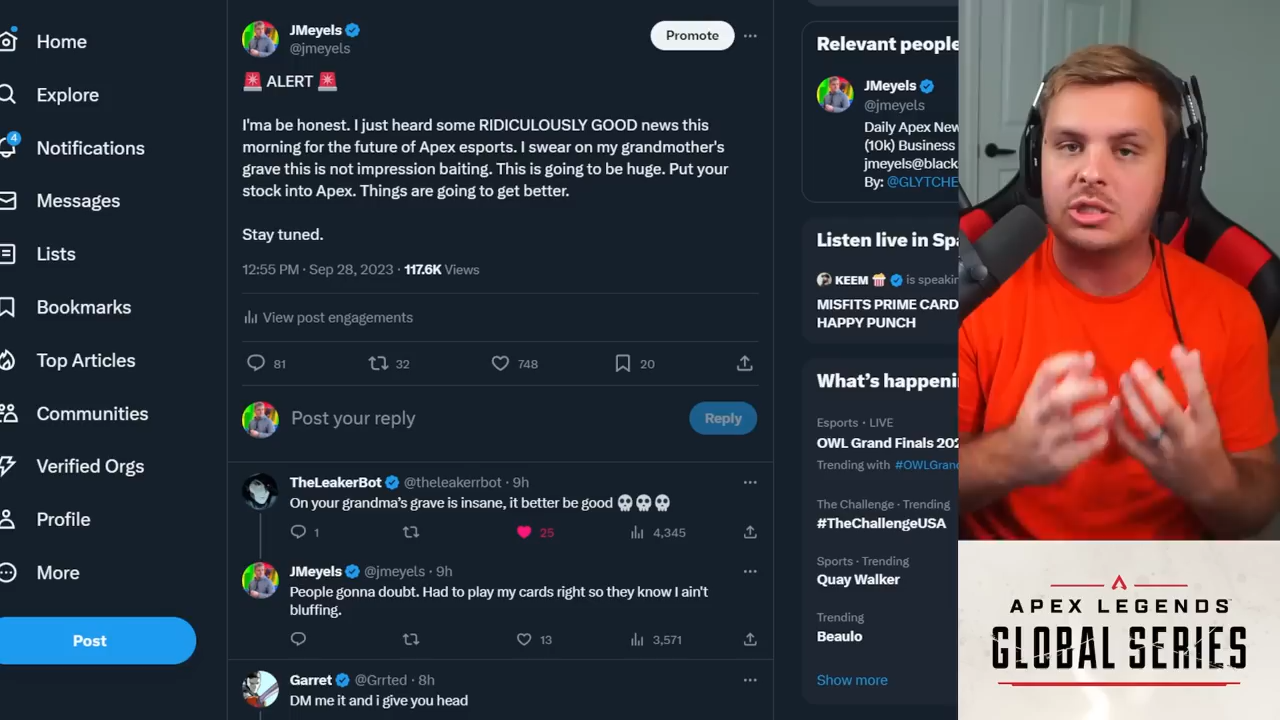 Home
Explore
4
Notifications
Messages
Lists
Bookmarks
Top Articles
Communities
Verified Orgs
Profile
More
Post
JMeyels
@jmeyels
Promote
🚨 ALERT 🚨
I'ma be honest. I just heard some RIDICULOUSLY GOOD news this
morning for the future of Apex esports. I swear on my grandmother's
grave this is not impression baiting. This is going to be huge. Put your
stock into Apex. Things are going to get better.
Stay tuned.
12:55 PM · Sep 28, 2023 · 117.6K Views
View post engagements
81 32 748 20
Post your reply
Reply
TheLeakerBot @theleakerrbot · 9h
On your grandma's grave is insane, it better be good 💀💀💀
1 25 4,345
JMeyels @jmeyels · 9h
People gonna doubt. Had to play my cards right so they know I ain't
bluffing.
13 3,571
Garret @Grrted · 8h
DM me it and i give you head
Relevant people
JMeyels
@jmeyels
Daily Apex New
(10k) Business
jmeyels@black
By: @GLYTCHE
Listen live in Spa
KEEM 🍿 is speakin
MISFITS PRIME CARD
HAPPY PUNCH
What's happeni
Esports · LIVE
OWL Grand Finals 202
Trending with #OWLGran
The Challenge · Trending
#TheChallengeUSA
Sports · Trending
Quay Walker
Trending
Beaulo
Show more
APEX LEGENDS
GLOBAL SERIES